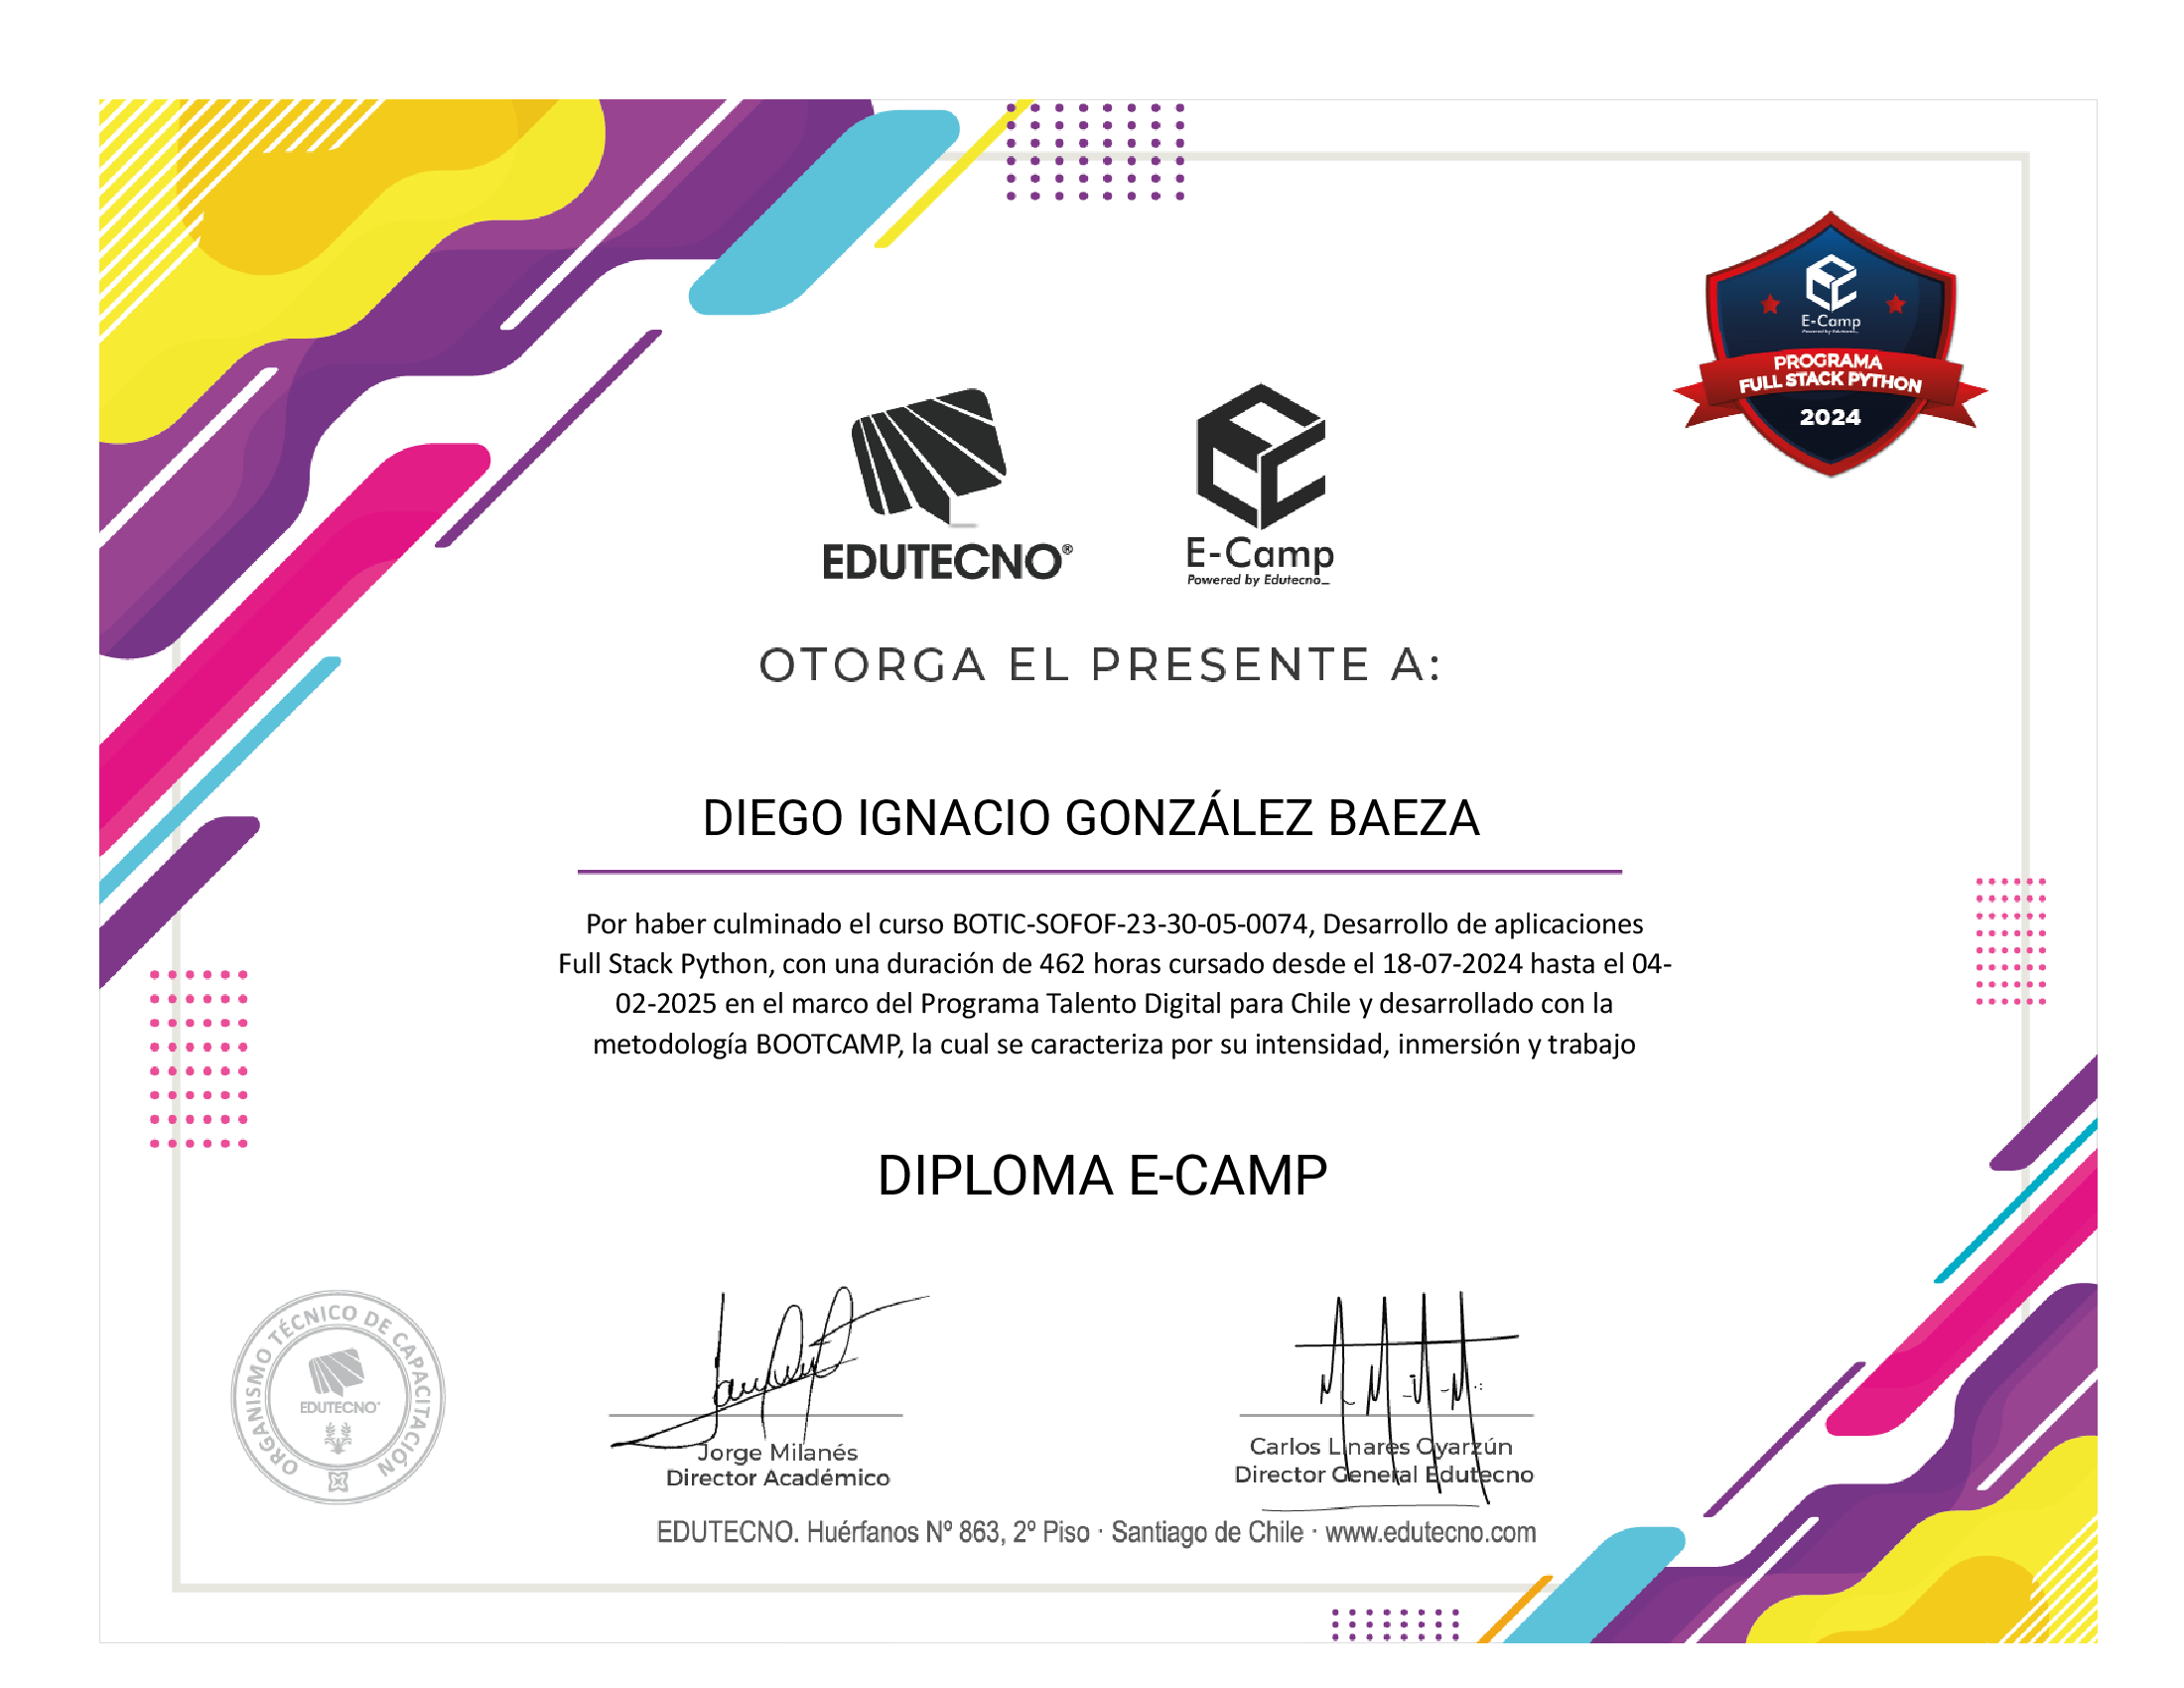 E-Camp
PROGRAMA
FULL STACK PYTHON
2024
EDUTECNO®
E-Camp
Powered by Edutecno_
OTORGA EL PRESENTE A:
DIEGO IGNACIO GONZÁLEZ BAEZA
Por haber culminado el curso BOTIC-SOFOF-23-30-05-0074, Desarrollo de aplicaciones
Full Stack Python, con una duración de 462 horas cursado desde el 18-07-2024 hasta el 04-
02-2025 en el marco del Programa Talento Digital para Chile y desarrollado con la
metodología BOOTCAMP, la cual se caracteriza por su intensidad, inmersión y trabajo
DIPLOMA E-CAMP
ORGANISMO TÉCNICO DE CAPACITACIÓN
EDUTECNO
Jorge Milanés
Director Académico
Carlos Linares Oyarzún
Director General Edutecno
EDUTECNO. Huérfanos Nº 863, 2º Piso · Santiago de Chile · www.edutecno.com